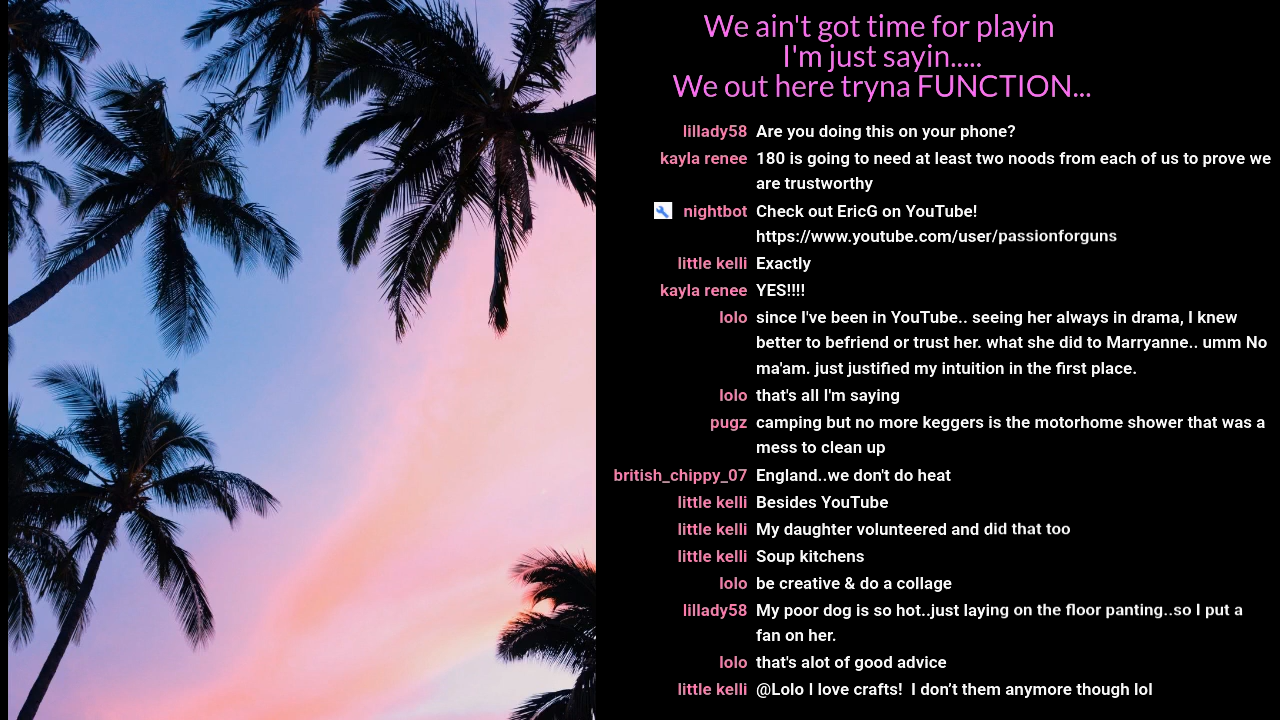 We ain't got time for playin
I'm just sayin.....
We out here tryna FUNCTION...
lillady58 Are you doing this on your phone?
kayla renee 180 is going to need at least two noods from each of us to prove we
are trustworthy
nightbot Check out EricG on YouTube!
https://www.youtube.com/user/passionforguns
little kelli Exactly
kayla renee YES!!!!
lolo since I've been in YouTube.. seeing her always in drama, I knew
better to befriend or trust her. what she did to Marryanne.. umm No
ma'am. just justified my intuition in the first place.
lolo that's all I'm saying
pugz camping but no more keggers is the motorhome shower that was a
mess to clean up
british_chippy_07 England..we don't do heat
little kelli Besides YouTube
little kelli My daughter volunteered and did that too
little kelli Soup kitchens
lolo be creative & do a collage
lillady58 My poor dog is so hot..just laying on the floor panting..so I put a
fan on her.
lolo that's alot of good advice
little kelli @Lolo I love crafts!  I don’t them anymore though lol